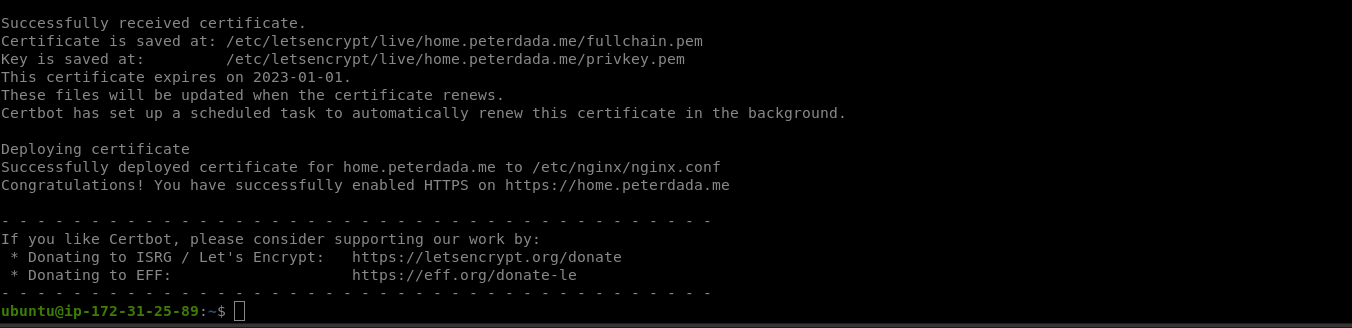 Successfully received certificate.
Certificate is saved at: /etc/letsencrypt/live/home.peterdada.me/fullchain.pem
Key is saved at:         /etc/letsencrypt/live/home.peterdada.me/privkey.pem
This certificate expires on 2023-01-01.
These files will be updated when the certificate renews.
Certbot has set up a scheduled task to automatically renew this certificate in the background.

Deploying certificate
Successfully deployed certificate for home.peterdada.me to /etc/nginx/nginx.conf
Congratulations! You have successfully enabled HTTPS on https://home.peterdada.me

- - - - - - - - - - - - - - - - - - - - - - - - - - - - - - - - - - - - - - - -
If you like Certbot, please consider supporting our work by:
 * Donating to ISRG / Let's Encrypt:   https://letsencrypt.org/donate
 * Donating to EFF:                    https://eff.org/donate-le
- - - - - - - - - - - - - - - - - - - - - - - - - - - - - - - - - - - - - - - -
ubuntu@ip-172-31-25-89:~$